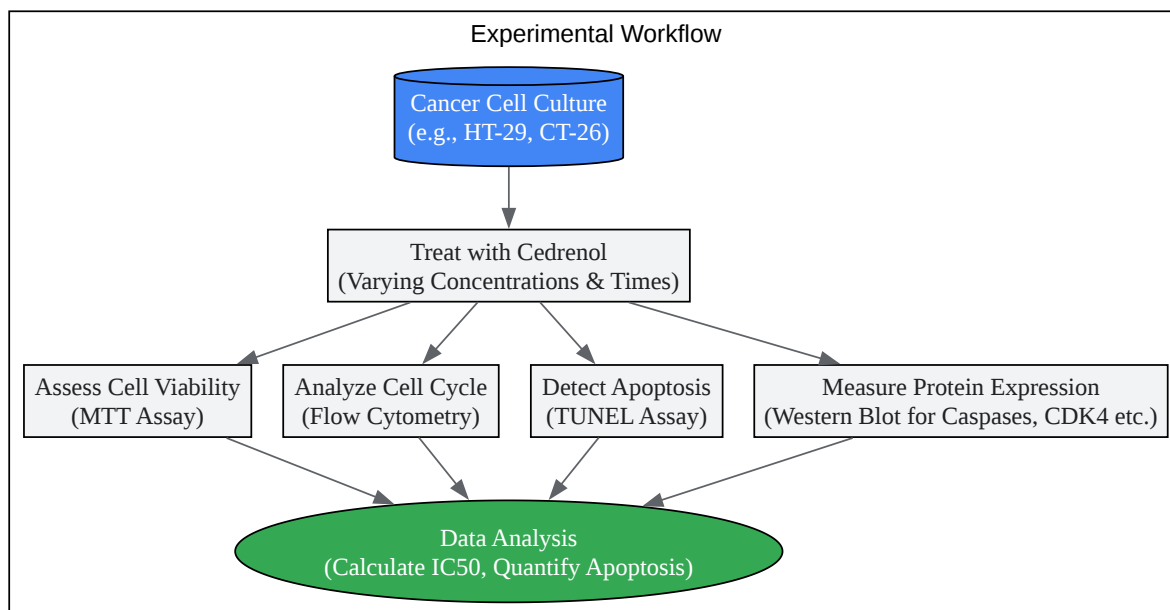 Experimental Workflow
Cancer Cell Culture
(e.g., HT-29, CT-26)
Treat with Cedrenol
(Varying Concentrations & Times)
Assess Cell Viability
(MTT Assay)
Analyze Cell Cycle
(Flow Cytometry)
Detect Apoptosis
(TUNEL Assay)
Measure Protein Expression
(Western Blot for Caspases, CDK4 etc.)
Data Analysis
(Calculate IC50, Quantify Apoptosis)